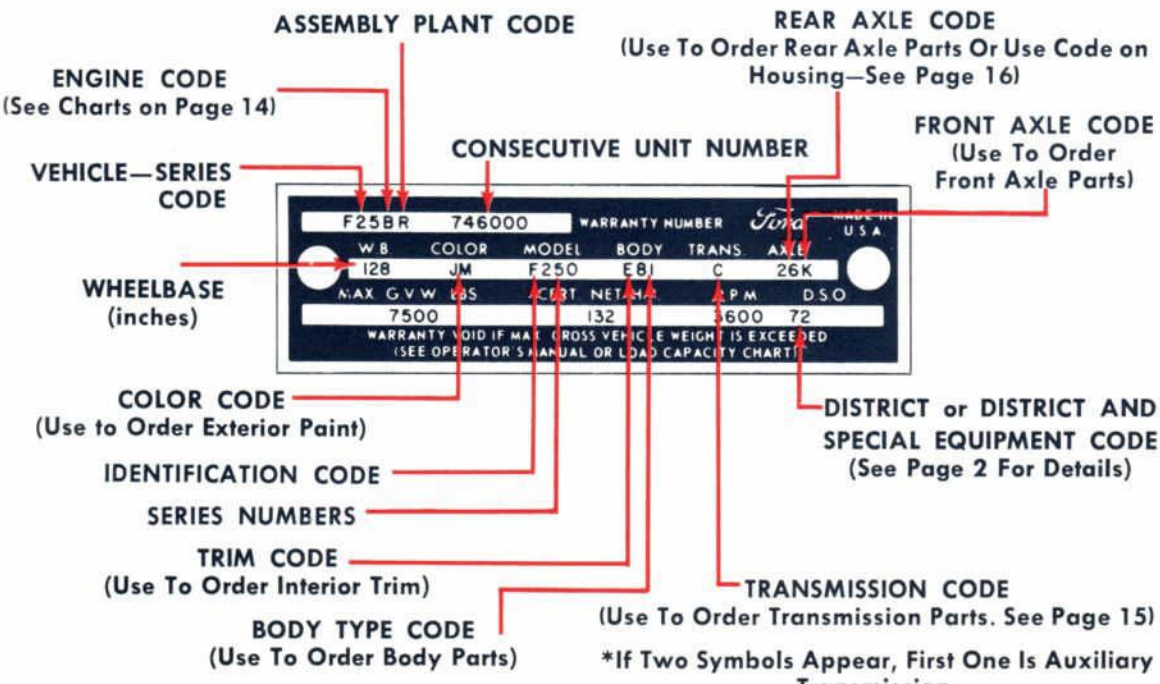 ASSEMBLY PLANT CODE
REAR AXLE CODE
(Use To Order Rear Axle Parts Or Use Code on
Housing—See Page 16)
ENGINE CODE
(See Charts on Page 14)
FRONT AXLE CODE
(Use To Order
Front Axle Parts)
CONSECUTIVE UNIT NUMBER
VEHICLE—SERIES
CODE
F25BR 746000 WARRANTY NUMBER Ford MADE IN
U S A
W.B. COLOR MODEL BODY TRANS. AXLE
128 JM F250 E81 C 26K
MAX. G V W LBS CERT. NET H.P. R P M D.S.O
7500 132 3600 72
WARRANTY VOID IF MAX. GROSS VEHICLE WEIGHT IS EXCEEDED
(SEE OPERATOR'S MANUAL OR LOAD CAPACITY CHART)
WHEELBASE
(inches)
COLOR CODE
(Use to Order Exterior Paint)
DISTRICT or DISTRICT AND
SPECIAL EQUIPMENT CODE
(See Page 2 For Details)
IDENTIFICATION CODE
SERIES NUMBERS
TRIM CODE
(Use To Order Interior Trim)
TRANSMISSION CODE
(Use To Order Transmission Parts. See Page 15)
BODY TYPE CODE
(Use To Order Body Parts)
*If Two Symbols Appear, First One Is Auxiliary